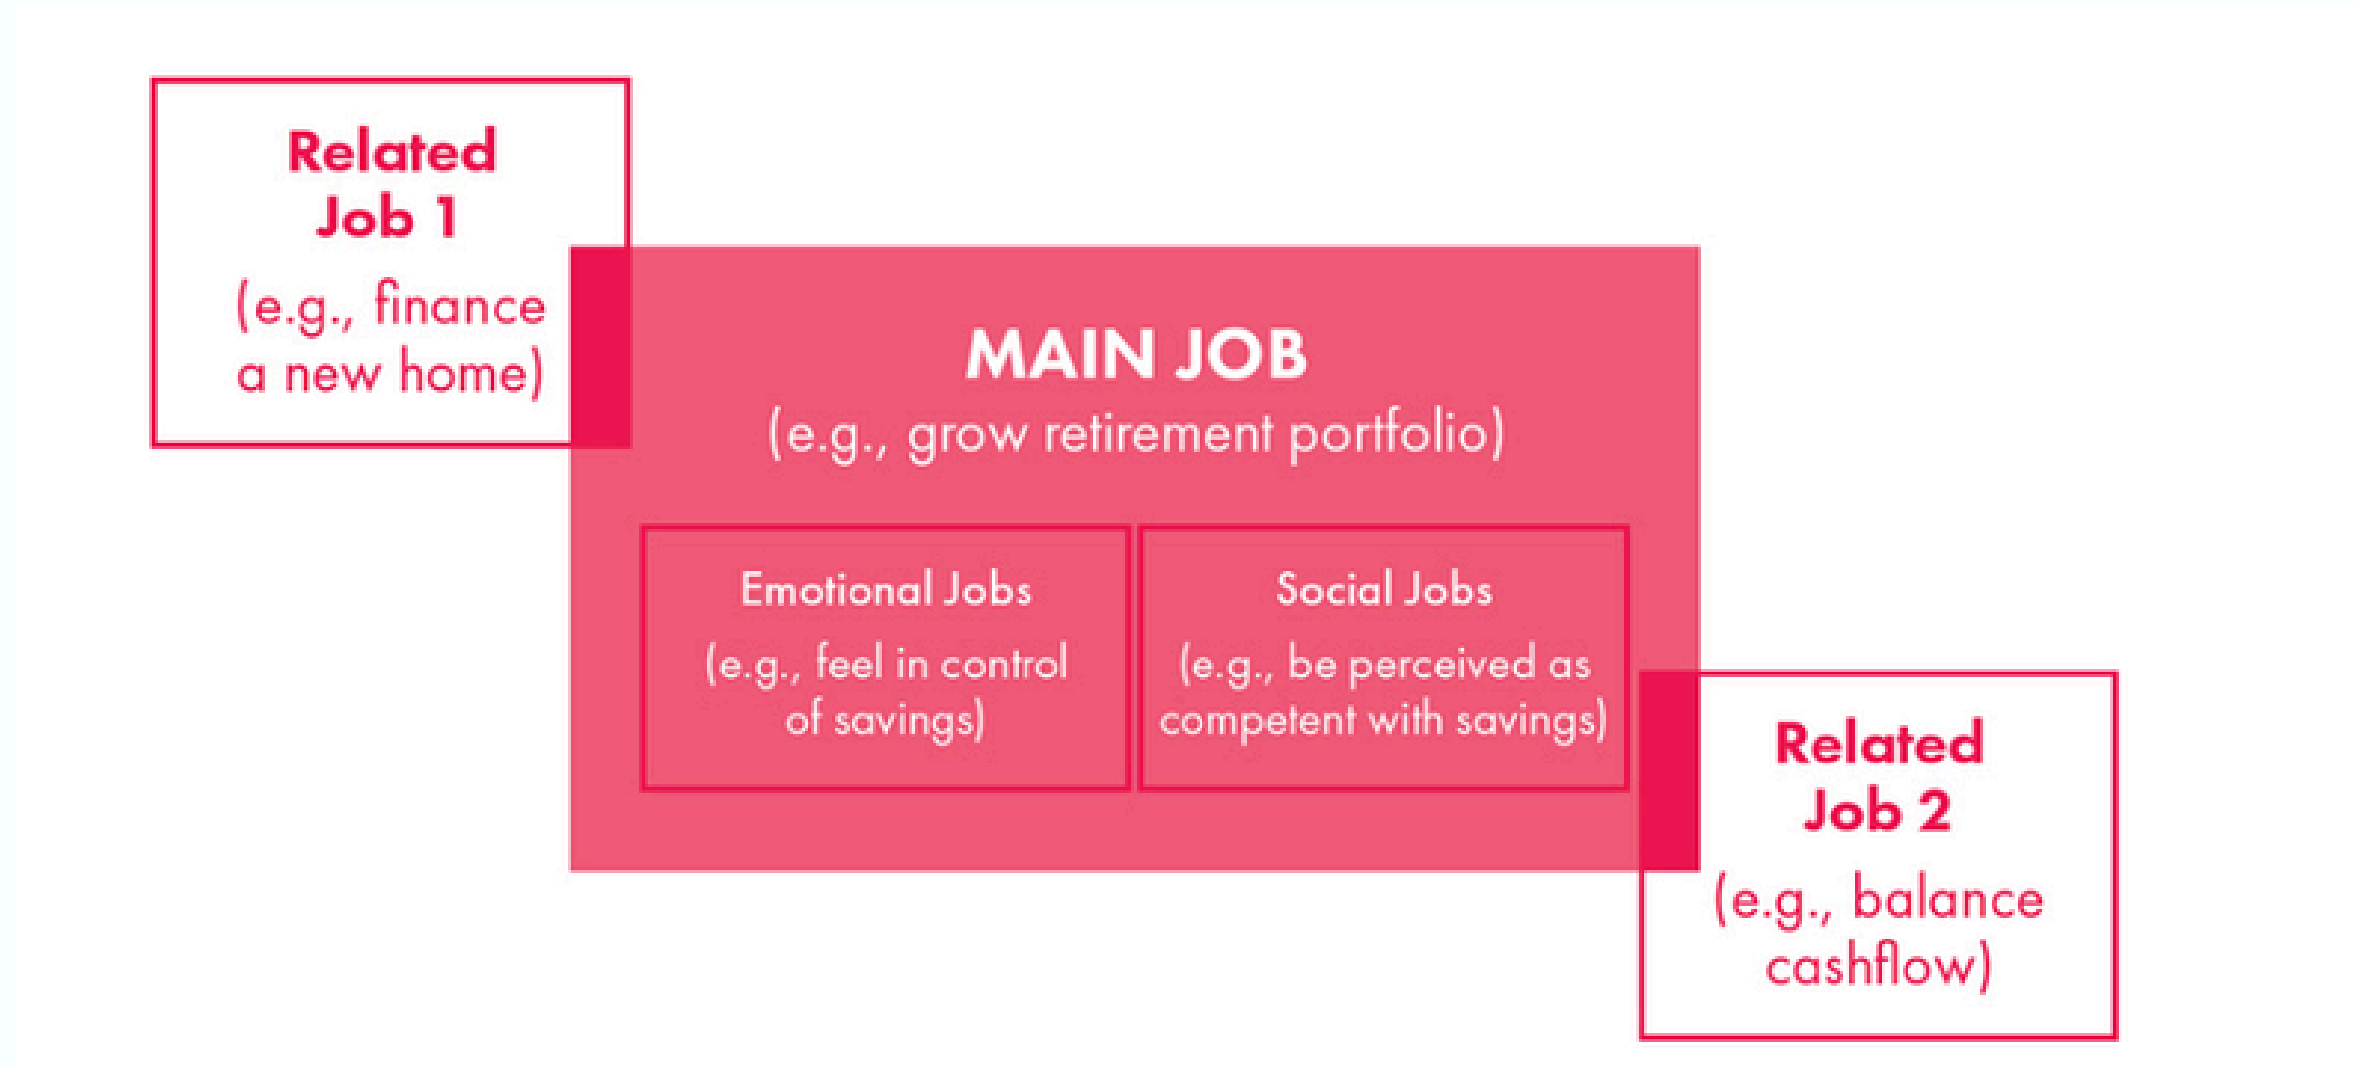 Related
Job 1
(e.g., finance
a new home)
MAIN JOB
(e.g., grow retirement portfolio)
Emotional Jobs
(e.g., feel in control
of savings)
Social Jobs
(e.g., be perceived as
competent with savings)
Related
Job 2
(e.g., balance
cashflow)